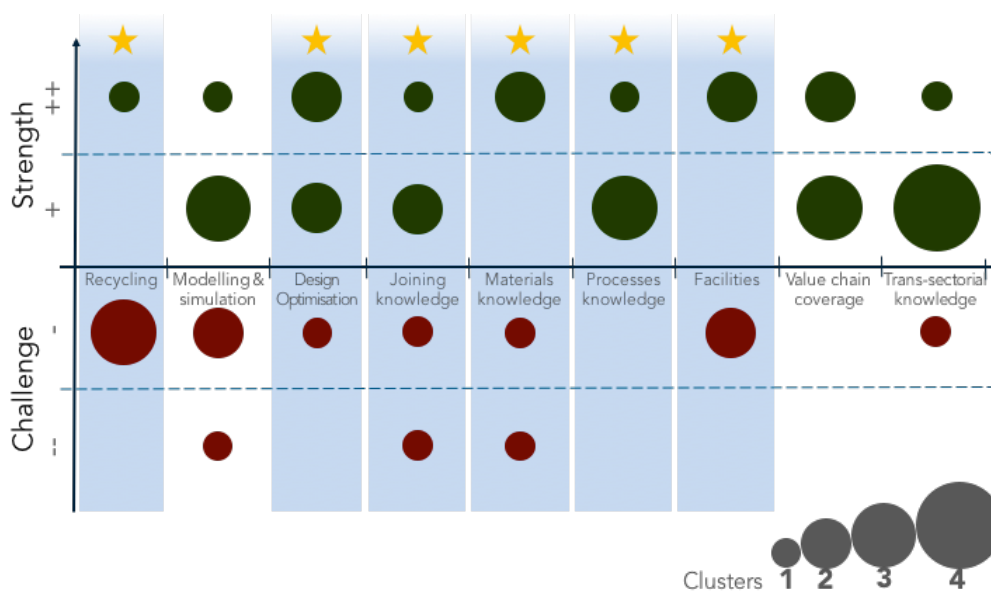 Strength
++
+
Recycling
Modelling &
simulation
Design
Optimisation
Joining
knowledge
Materials
knowledge
Processes
knowledge
Facilities
Value chain
coverage
Trans-sectorial
knowledge
Challenge
-
--
Clusters
1 2 3 4